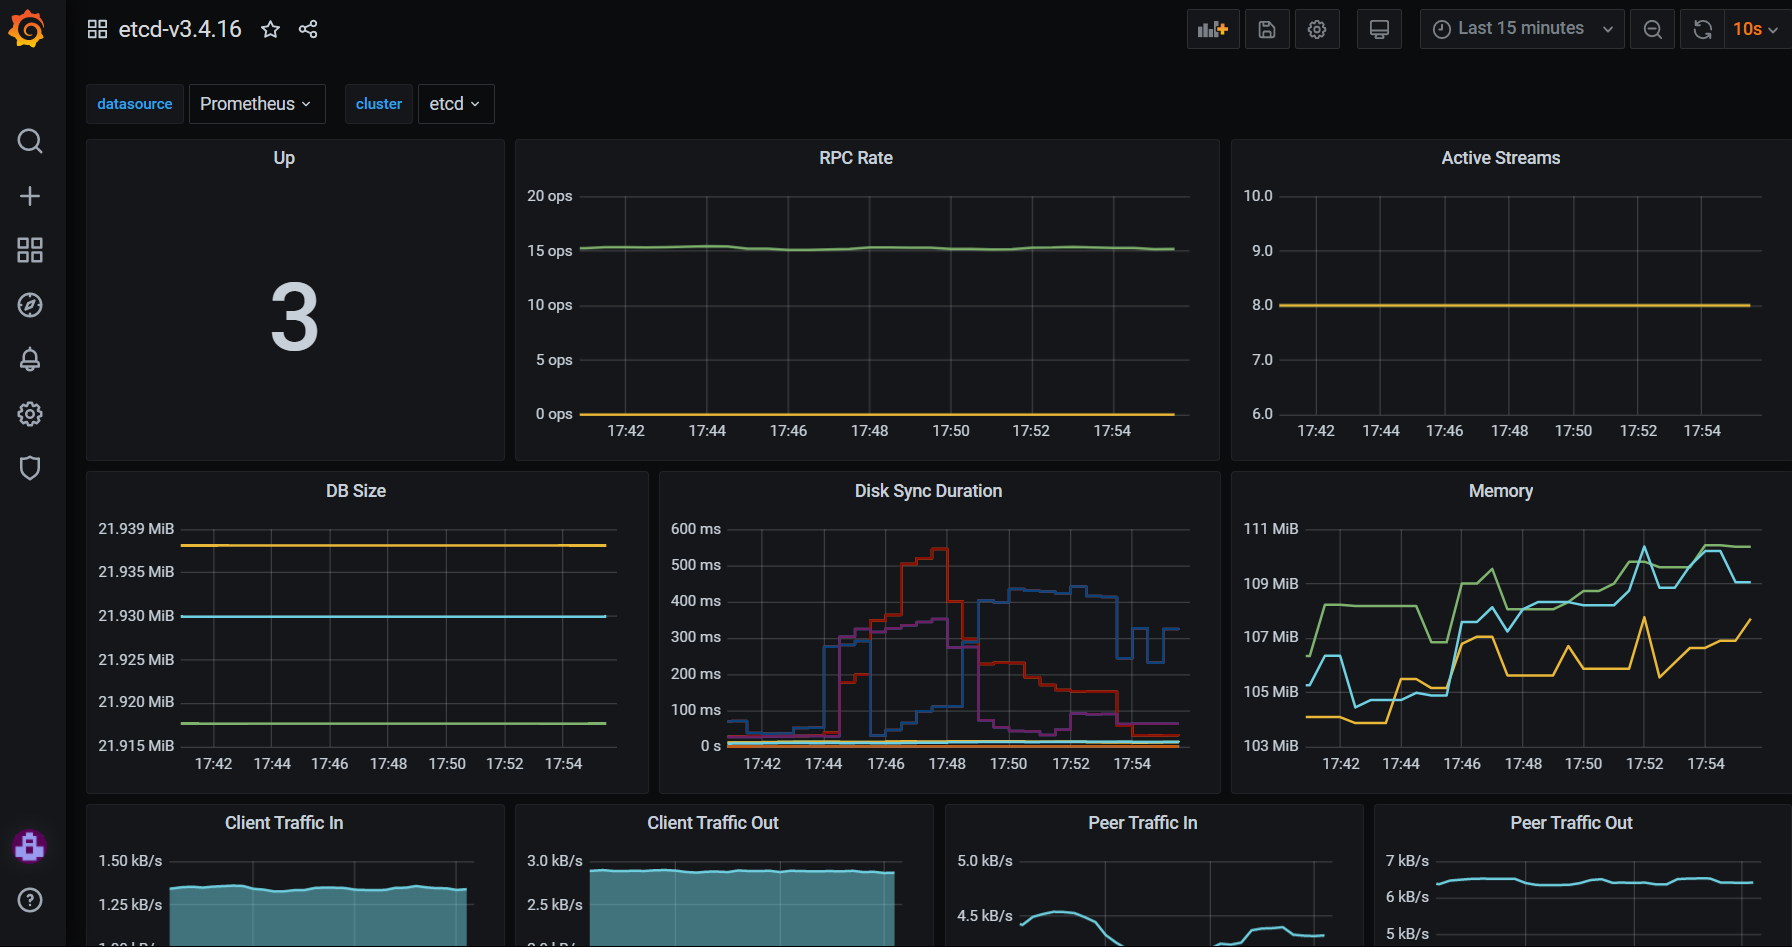 etcd-v3.4.16
Last 15 minutes
10s
datasource Prometheus cluster etcd
Up
3
RPC Rate
20 ops
15 ops
10 ops
5 ops
0 ops
17:42 17:44 17:46 17:48 17:50 17:52 17:54
Active Streams
10.0
9.0
8.0
7.0
6.0
17:42 17:44 17:46 17:48 17:50 17:52 17:54
DB Size
21.939 MiB
21.935 MiB
21.930 MiB
21.925 MiB
21.920 MiB
21.915 MiB
17:42 17:44 17:46 17:48 17:50 17:52 17:54
Disk Sync Duration
600 ms
500 ms
400 ms
300 ms
200 ms
100 ms
0 s
17:42 17:44 17:46 17:48 17:50 17:52 17:54
Memory
111 MiB
109 MiB
107 MiB
105 MiB
103 MiB
17:42 17:44 17:46 17:48 17:50 17:52 17:54
Client Traffic In
1.50 kB/s
1.25 kB/s
Client Traffic Out
3.0 kB/s
2.5 kB/s
Peer Traffic In
5.0 kB/s
4.5 kB/s
Peer Traffic Out
7 kB/s
6 kB/s
5 kB/s